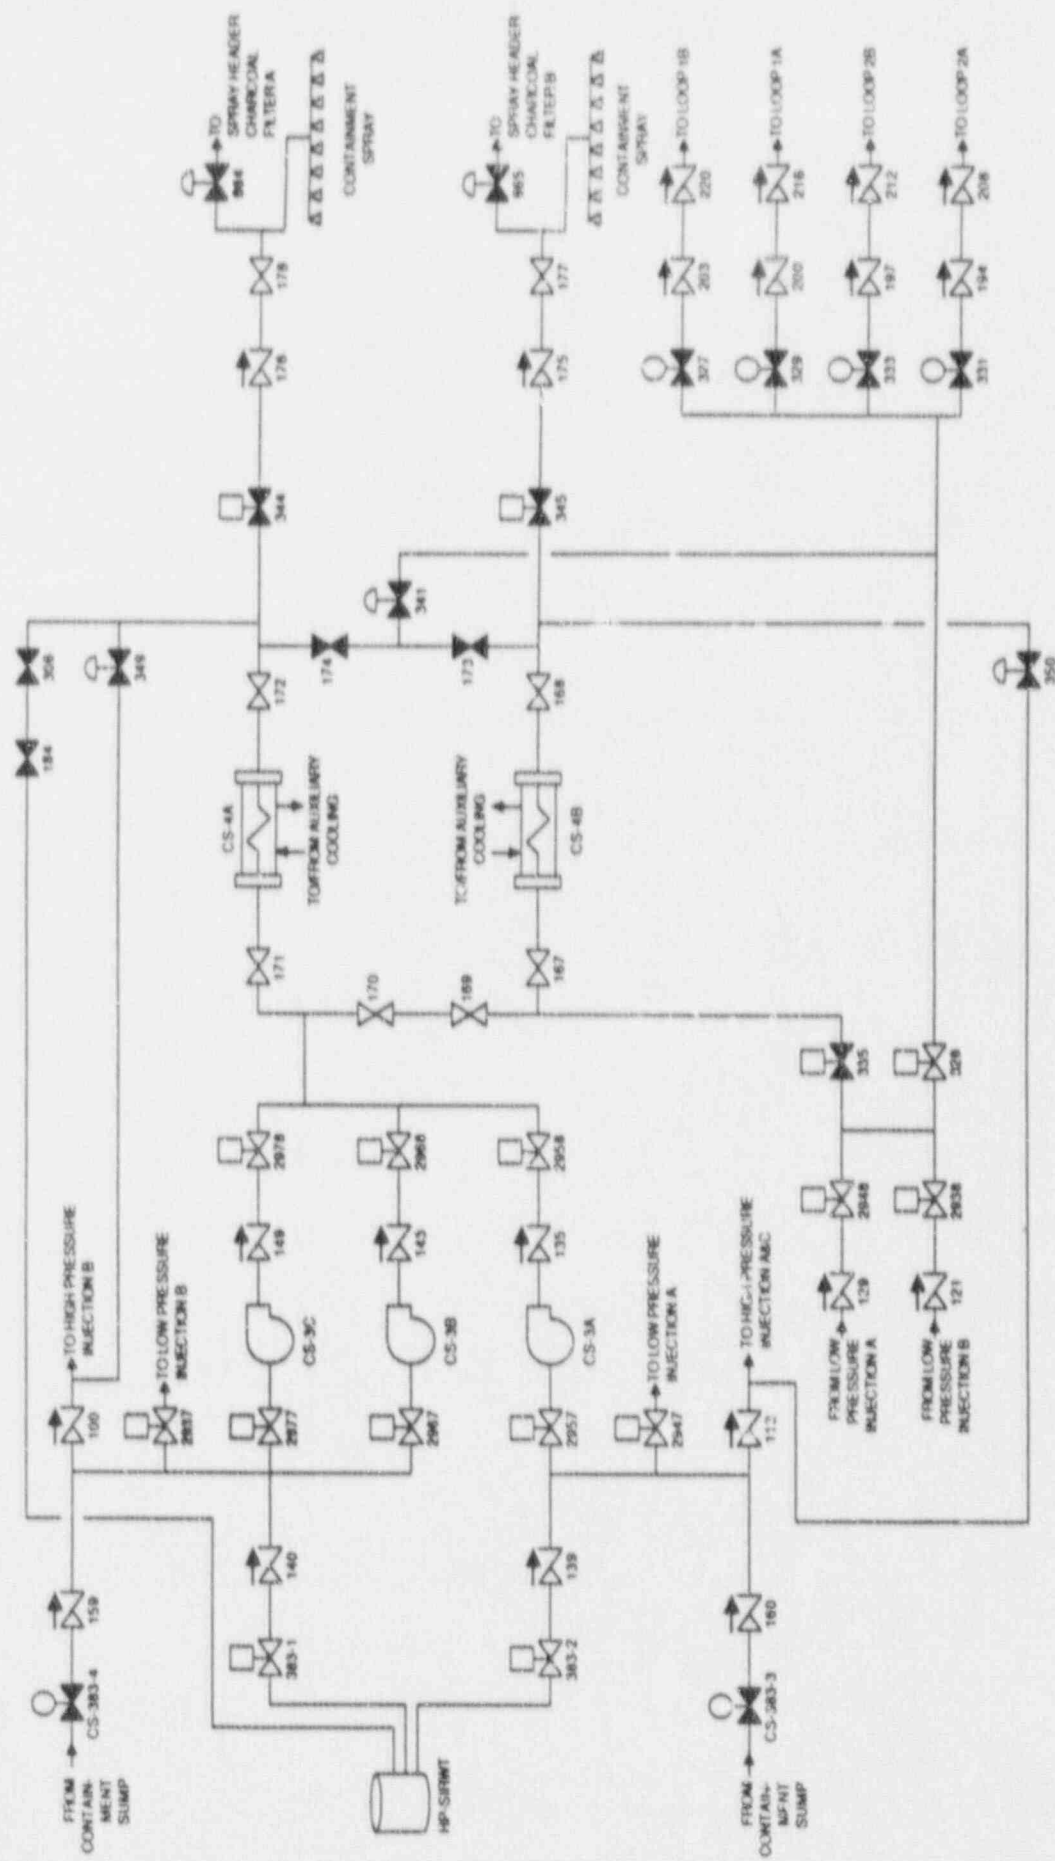 TO
SPRAY HEADER
CHARCOAL
FILTER A
964
CONTAINMENT
SPRAY
178
176
344
TO
SPRAY HEADER
CHARCOAL
FILTER B
965
CONTAINMENT
SPRAY
177
175
345
TO LOOP 1B
220
203
327
TO LOOP 1A
216
200
329
TO LOOP 2B
212
197
333
TO LOOP 2A
208
194
331
306
184
349
172
174
341
173
168
350
CS-4A
TO/FROM AUXILIARY
COOLING
TO/FROM AUXILIARY
COOLING
CS-4B
171
170
169
167
335
326
2948
2938
129
121
FROM LOW
PRESSURE
INJECTION A
FROM LOW
PRESSURE
INJECTION B
2978
2968
2958
149
143
135
CS-3C
CS-3B
CS-3A
TO HIGH PRESSURE
INJECTION B
100
TO LOW PRESSURE
INJECTION B
2937
2977
2967
2957
TO LOW PRESSURE
INJECTION A
2947
TO HIGH PRESSURE
INJECTION A&C
140
139
159
160
383-1
383-2
CS-383-4
CS-383-3
FROM
CONTAIN-
MENT
SUMP
HP-SIRWT
FROM
CONTAIN-
MENT
SUMP